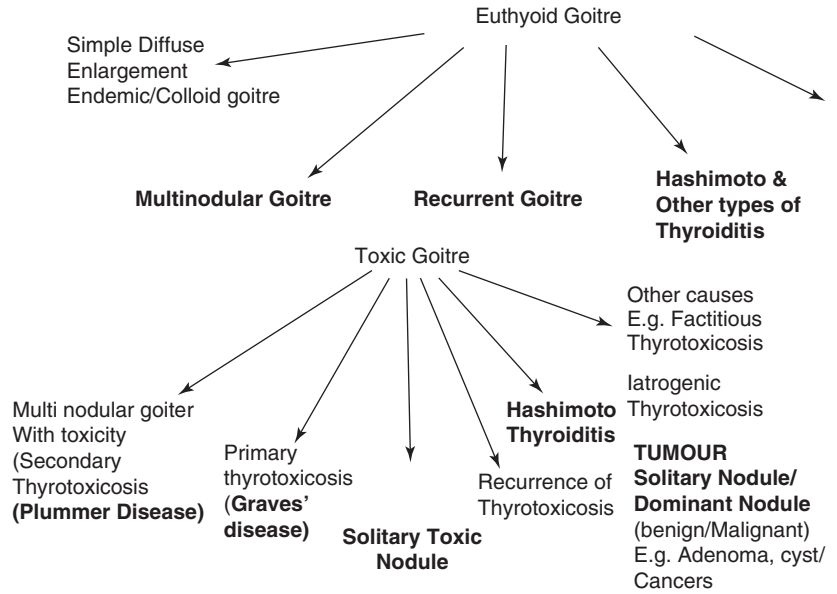 Euthyoid Goitre
Simple Diffuse
Enlargement
Endemic/Colloid goitre
Multinodular Goitre
Recurrent Goitre
Hashimoto &
Other types of
Thyroiditis
Toxic Goitre
Other causes
E.g. Factitious
Thyrotoxicosis
Iatrogenic
Thyrotoxicosis
Multi nodular goiter
With toxicity
(Secondary
Thyrotoxicosis
(Plummer Disease)
Primary
thyrotoxicosis
(Graves'
disease)
Solitary Toxic
Nodule
Recurrence of
Thyrotoxicosis
Hashimoto
Thyroiditis
TUMOUR
Solitary Nodule/
Dominant Nodule
(benign/Malignant)
E.g. Adenoma, cyst/
Cancers